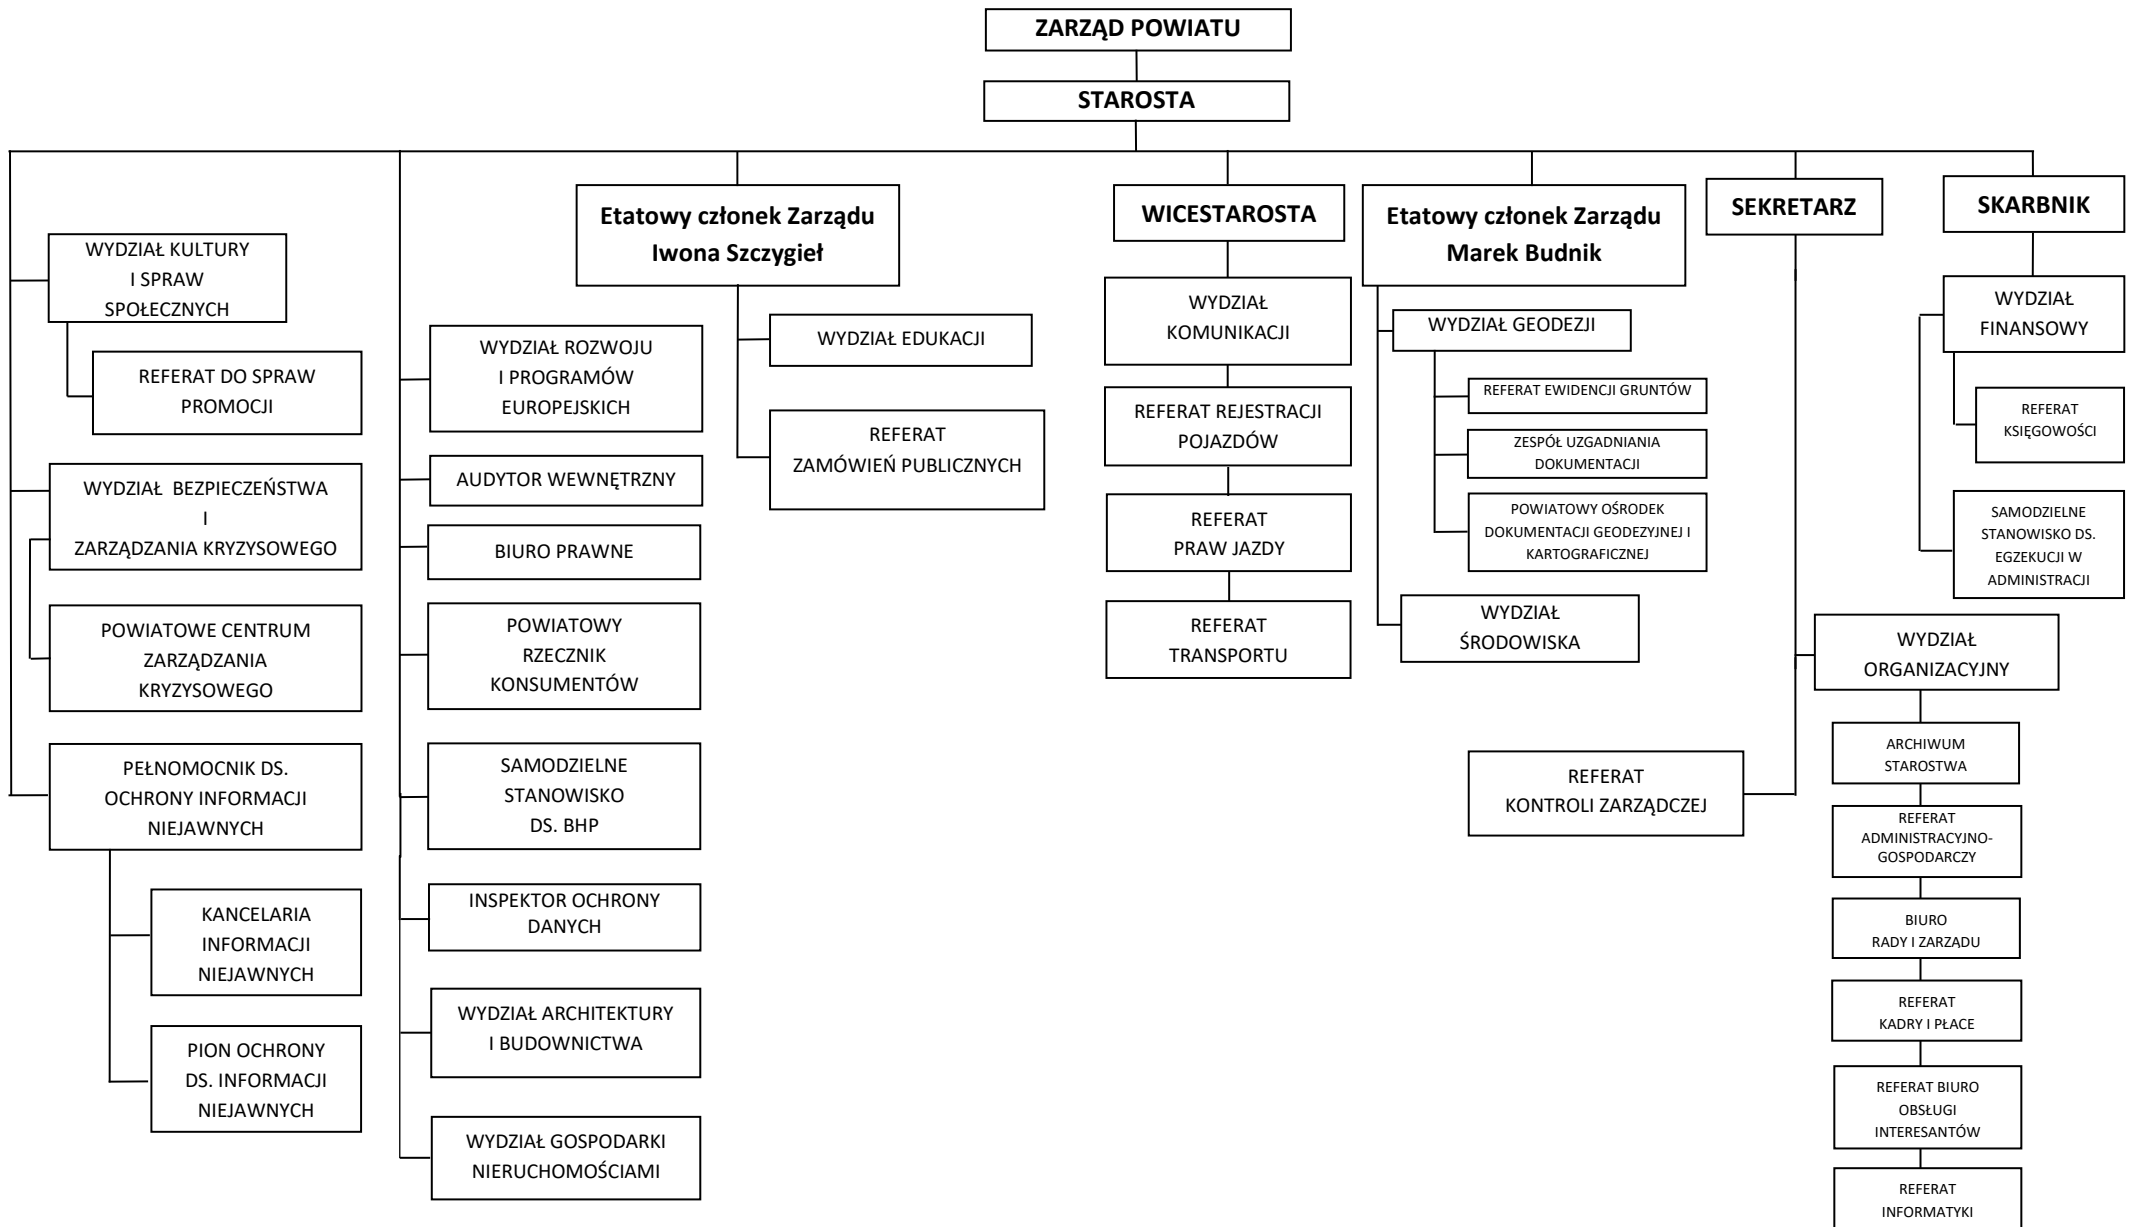 ZARZĄD POWIATU
STAROSTA
WYDZIAŁ KULTURY
I SPRAW
SPOŁECZNYCH
REFERAT DO SPRAW
PROMOCJI
WYDZIAŁ BEZPIECZEŃSTWA
I
ZARZĄDZANIA KRYZYSOWEGO
POWIATOWE CENTRUM
ZARZĄDZANIA
KRYZYSOWEGO
PEŁNOMOCNIK DS.
OCHRONY INFORMACJI
NIEJAWNYCH
KANCELARIA
INFORMACJI
NIEJAWNYCH
PION OCHRONY
DS. INFORMACJI
NIEJAWNYCH
WYDZIAŁ ROZWOJU
I PROGRAMÓW
EUROPEJSKICH
AUDYTOR WEWNĘTRZNY
BIURO PRAWNE
POWIATOWY
RZECZNIK
KONSUMENTÓW
SAMODZIELNE
STANOWISKO
DS. BHP
INSPEKTOR OCHRONY
DANYCH
WYDZIAŁ ARCHITEKTURY
I BUDOWNICTWA
WYDZIAŁ GOSPODARKI
NIERUCHOMOŚCIAMI
Etatowy członek Zarządu
Iwona Szczygieł
WYDZIAŁ EDUKACJI
REFERAT
ZAMÓWIEŃ PUBLICZNYCH
WICESTAROSTA
WYDZIAŁ
KOMUNIKACJI
REFERAT REJESTRACJI
POJAZDÓW
REFERAT
PRAW JAZDY
REFERAT
TRANSPORTU
Etatowy członek Zarządu
Marek Budnik
WYDZIAŁ GEODEZJI
REFERAT EWIDENCJI GRUNTÓW
ZESPÓŁ UZGADNIANIA
DOKUMENTACJI
POWIATOWY OŚRODEK
DOKUMENTACJI GEODEZYJNEJ I
KARTOGRAFICZNEJ
WYDZIAŁ
ŚRODOWISKA
SEKRETARZ
REFERAT
KONTROLI ZARZĄDCZEJ
WYDZIAŁ
ORGANIZACYJNY
ARCHIWUM
STAROSTWA
REFERAT
ADMINISTRACYJNO-
GOSPODARCZY
BIURO
RADY I ZARZĄDU
REFERAT
KADRY I PŁACE
REFERAT BIURO
OBSŁUGI
INTERESANTÓW
REFERAT
INFORMATYKI
SKARBNIK
WYDZIAŁ
FINANSOWY
REFERAT
KSIĘGOWOŚCI
SAMODZIELNE
STANOWISKO DS.
EGZEKUCJI W
ADMINISTRACJI